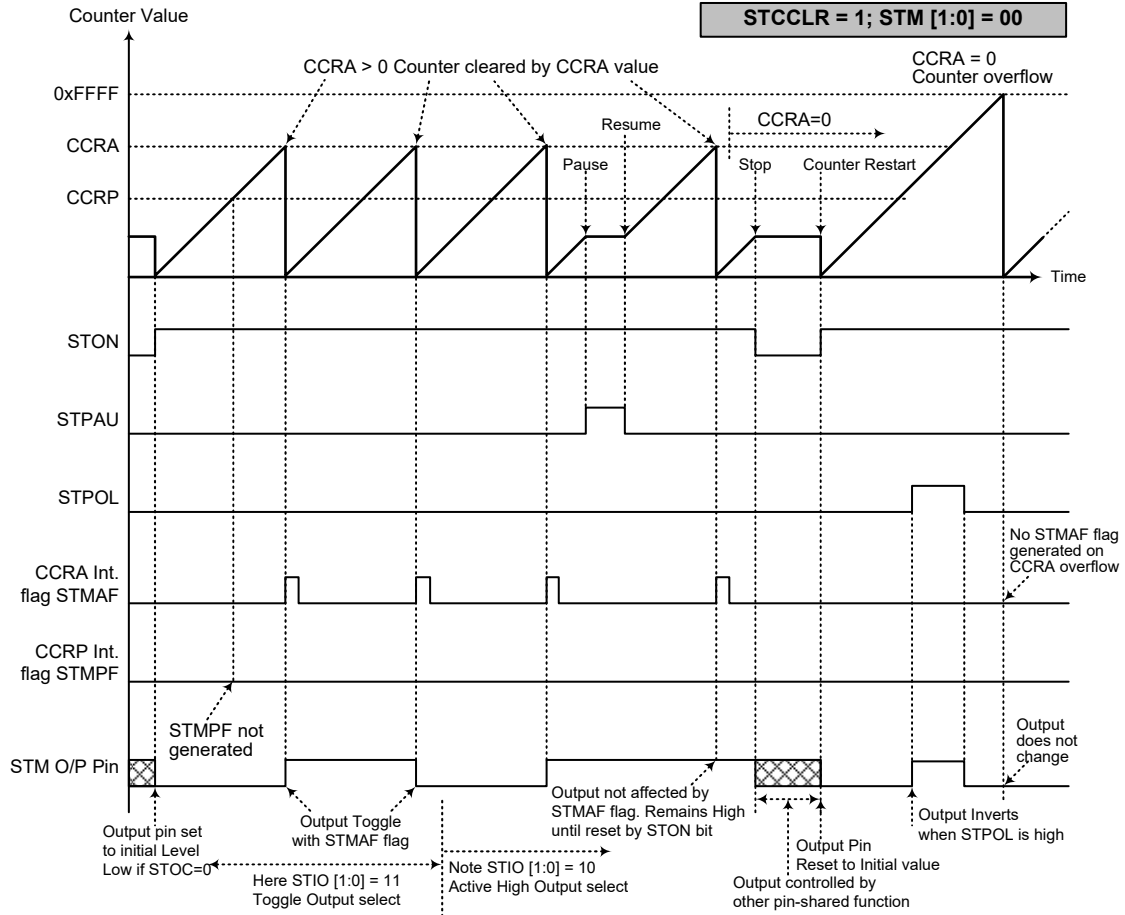 Counter Value
STCCLR = 1; STM [1:0] = 00
CCRA > 0 Counter cleared by CCRA value
CCRA = 0
Counter overflow
0xFFFF
CCRA
CCRP
Resume
CCRA=0
Pause
Stop
Counter Restart
Time
STON
STPAU
STPOL
No STMAF flag
generated on
CCRA overflow
CCRA Int.
flag STMAF
CCRP Int.
flag STMPF
STMPF not
generated
Output
does not
change
STM O/P Pin
Output pin set
to initial Level
Low if STOC=0
Output Toggle
with STMAF flag
Output not affected by
STMAF flag. Remains High
until reset by STON bit
Output Inverts
when STPOL is high
Output Pin
Reset to Initial value
Here STIO [1:0] = 11
Toggle Output select
Note STIO [1:0] = 10
Active High Output select
Output controlled by
other pin-shared function